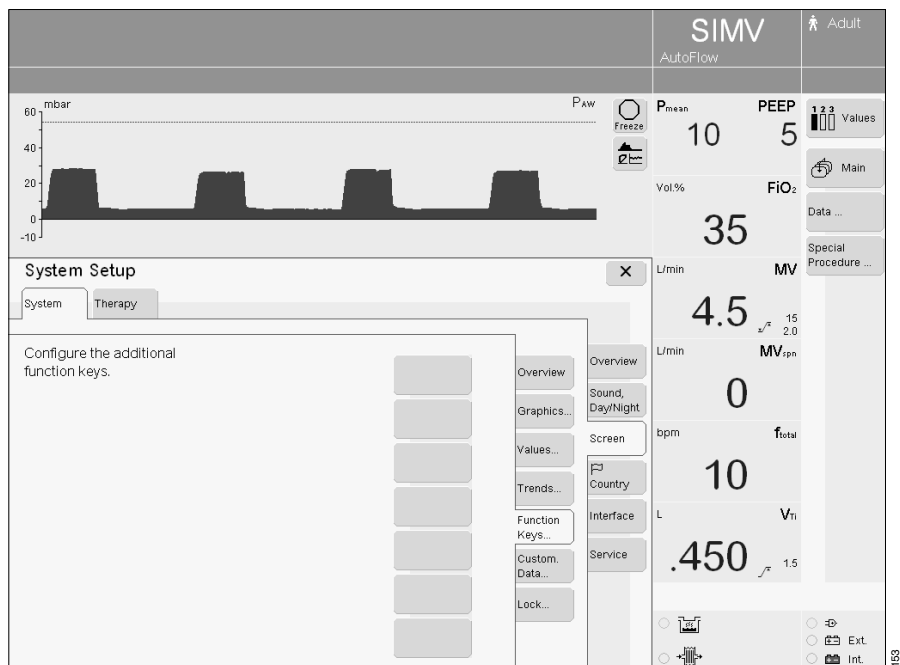 SIMV
AutoFlow
Adult
mbar
PAW
60
40
20
0
-10
Freeze
Pmean PEEP
10 5
Vol.% FiO2
35
L/min MV
4.5 15
2.0
L/min MVspn
0
bpm ftotal
10
L VTi
.450 1.5
1 2 3
Values
Main
Data ...
Special
Procedure ...
System Setup
X
System Therapy
Configure the additional
function keys.
Overview
Graphics...
Values...
Trends...
Function
Keys...
Custom.
Data...
Lock...
Overview
Sound,
Day/Night
Screen
Country
Interface
Service
Ext.
Int.
153